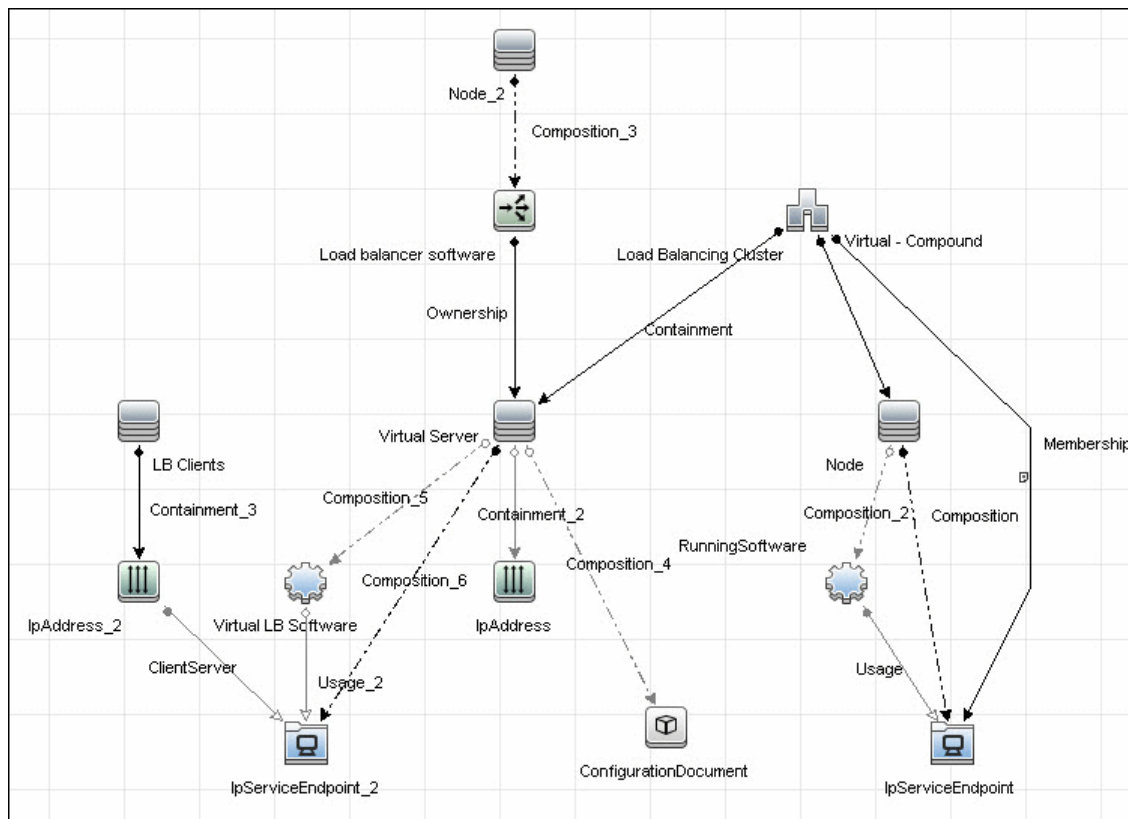 Node_2
Composition_3
Load balancer software
Load Balancing Cluster
Virtual - Compound
Ownership
Containment
Virtual Server
Node
Membership
LB Clients
Composition_5
Containment_3
Containment_2
Composition_2
Composition
RunningSoftware
Composition_4
Composition_6
IpAddress_2
Virtual LB Software
IpAddress
ClientServer
Usage_2
Usage
IpServiceEndpoint_2
ConfigurationDocument
IpServiceEndpoint